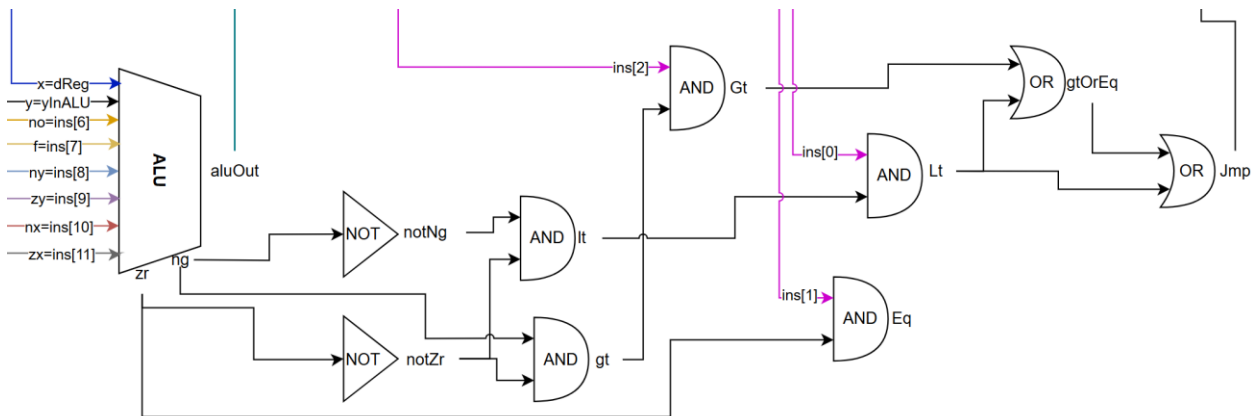 x=dReg
y=yInALU
no=ins[6]
f=ins[7]
ny=ins[8]
zy=ins[9]
nx=ins[10]
zx=ins[11]
ALU
zr
ng
aluOut
NOT
notNg
NOT
notZr
AND
lt
AND
gt
ins[2]
AND
Gt
ins[0]
AND
Lt
ins[1]
AND
Eq
OR
gtOrEq
OR
Jmp